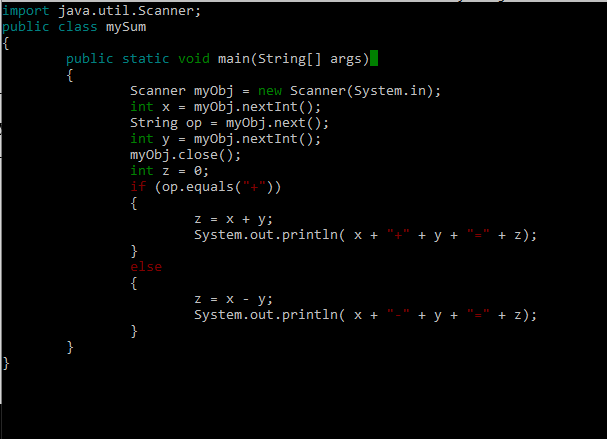 import java.util.Scanner;
public class mySum
{
        public static void main(String[] args)
        {
                Scanner myObj = new Scanner(System.in);
                int x = myObj.nextInt();
                String op = myObj.next();
                int y = myObj.nextInt();
                myObj.close();
                int z = 0;
                if (op.equals("+"))
                {
                        z = x + y;
                        System.out.println( x + "+" + y + "=" + z);
                }
                else
                {
                        z = x - y;
                        System.out.println( x + "-" + y + "=" + z);
                }
        }
}